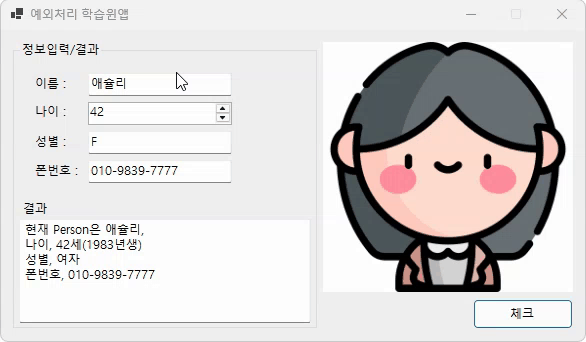 예외처리 학습윈앱
정보입력/결과
이름 : 애슐리
나이 : 42
성별 : F
폰번호 : 010-9839-7777
결과
현재 Person은 애슐리,
나이, 42세(1983년생)
성별, 여자
폰번호, 010-9839-7777
체크